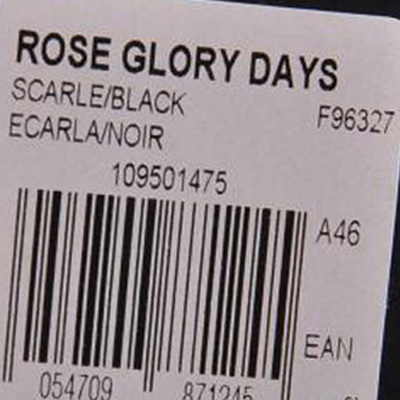 ROSE GLORY DAYS
SCARLE/BLACK F96327
ECARLA/NOIR
109501475
A46
EAN
054709 871245